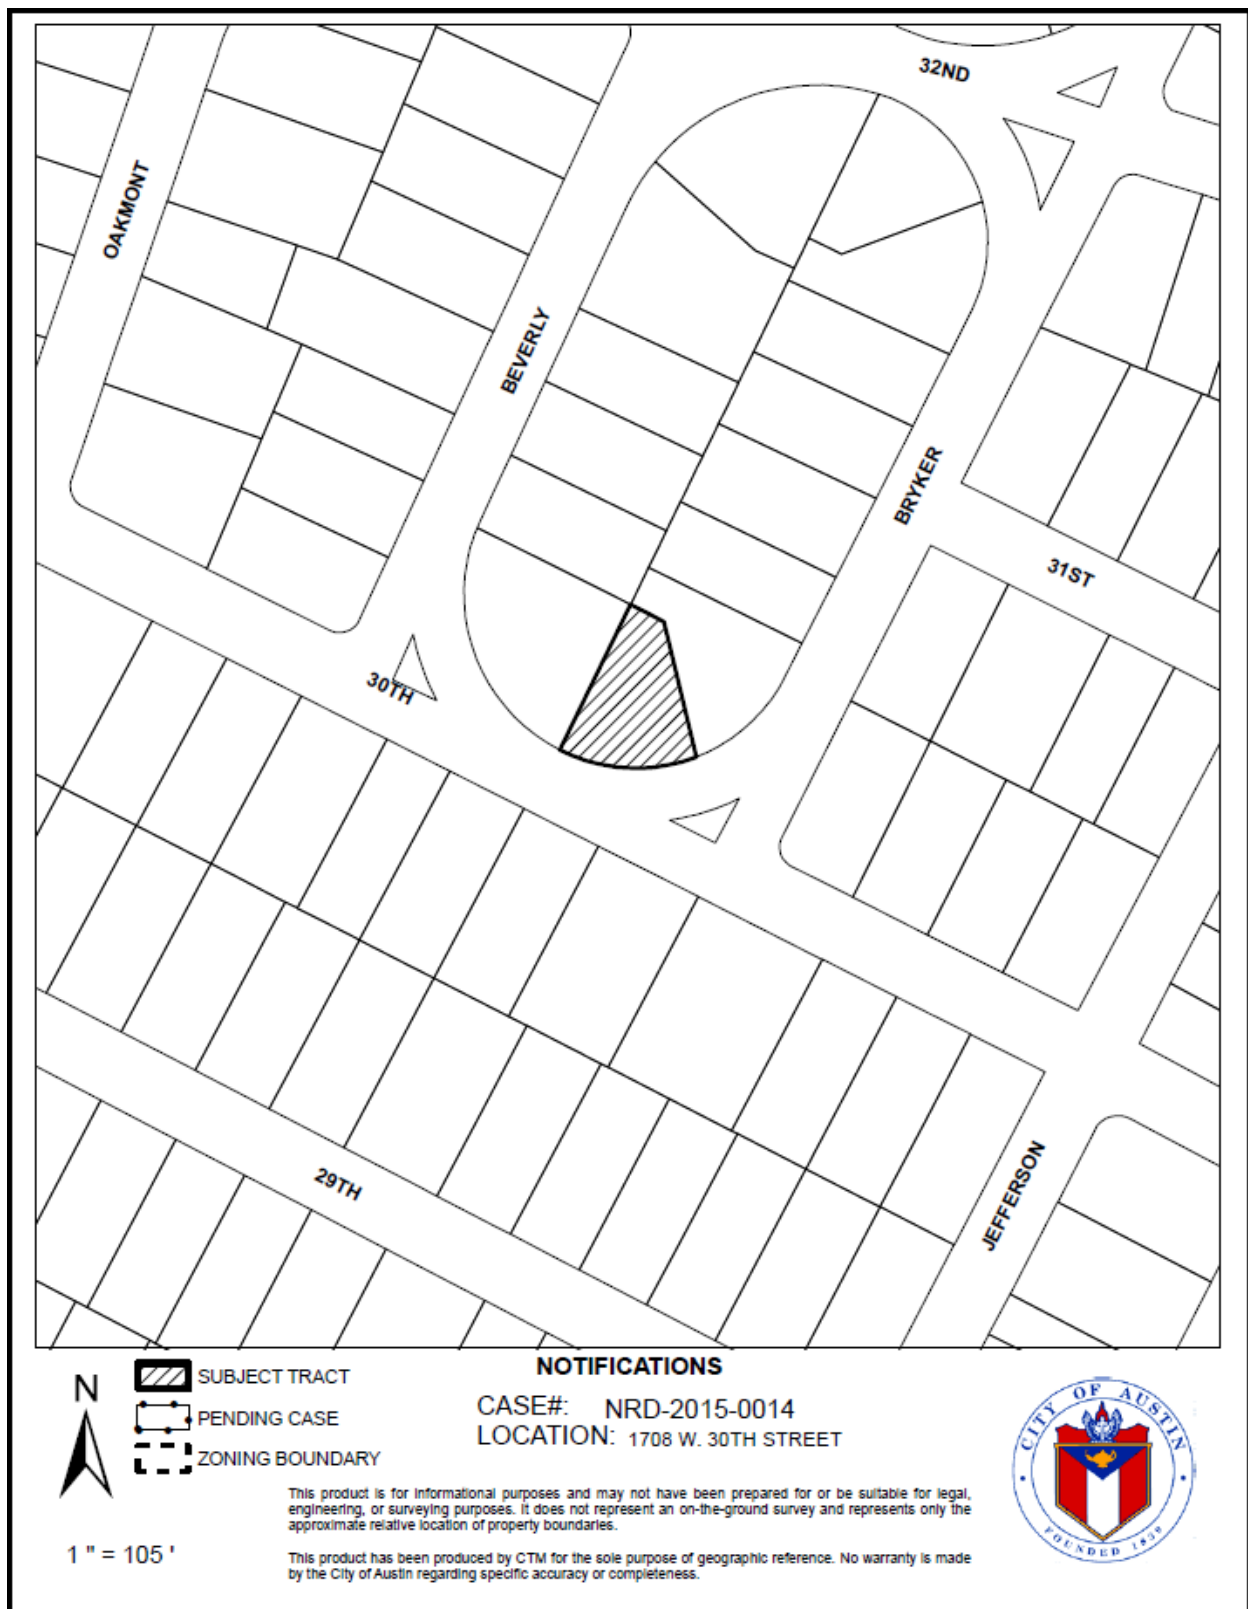 32ND
OAKMONT
BEVERLY
BRYKER
31ST
30TH
29TH
JEFFERSON
NOTIFICATIONS
N
SUBJECT TRACT
PENDING CASE
ZONING BOUNDARY
CASE#: NRD-2015-0014
LOCATION: 1708 W. 30TH STREET
This product is for informational purposes and may not have been prepared for or be suitable for legal,
engineering, or surveying purposes. It does not represent an on-the-ground survey and represents only the
approximate relative location of property boundaries.
1 " = 105 '
This product has been produced by CTM for the sole purpose of geographic reference. No warranty is made
by the City of Austin regarding specific accuracy or completeness.
CITY OF AUSTIN
FOUNDED 1839